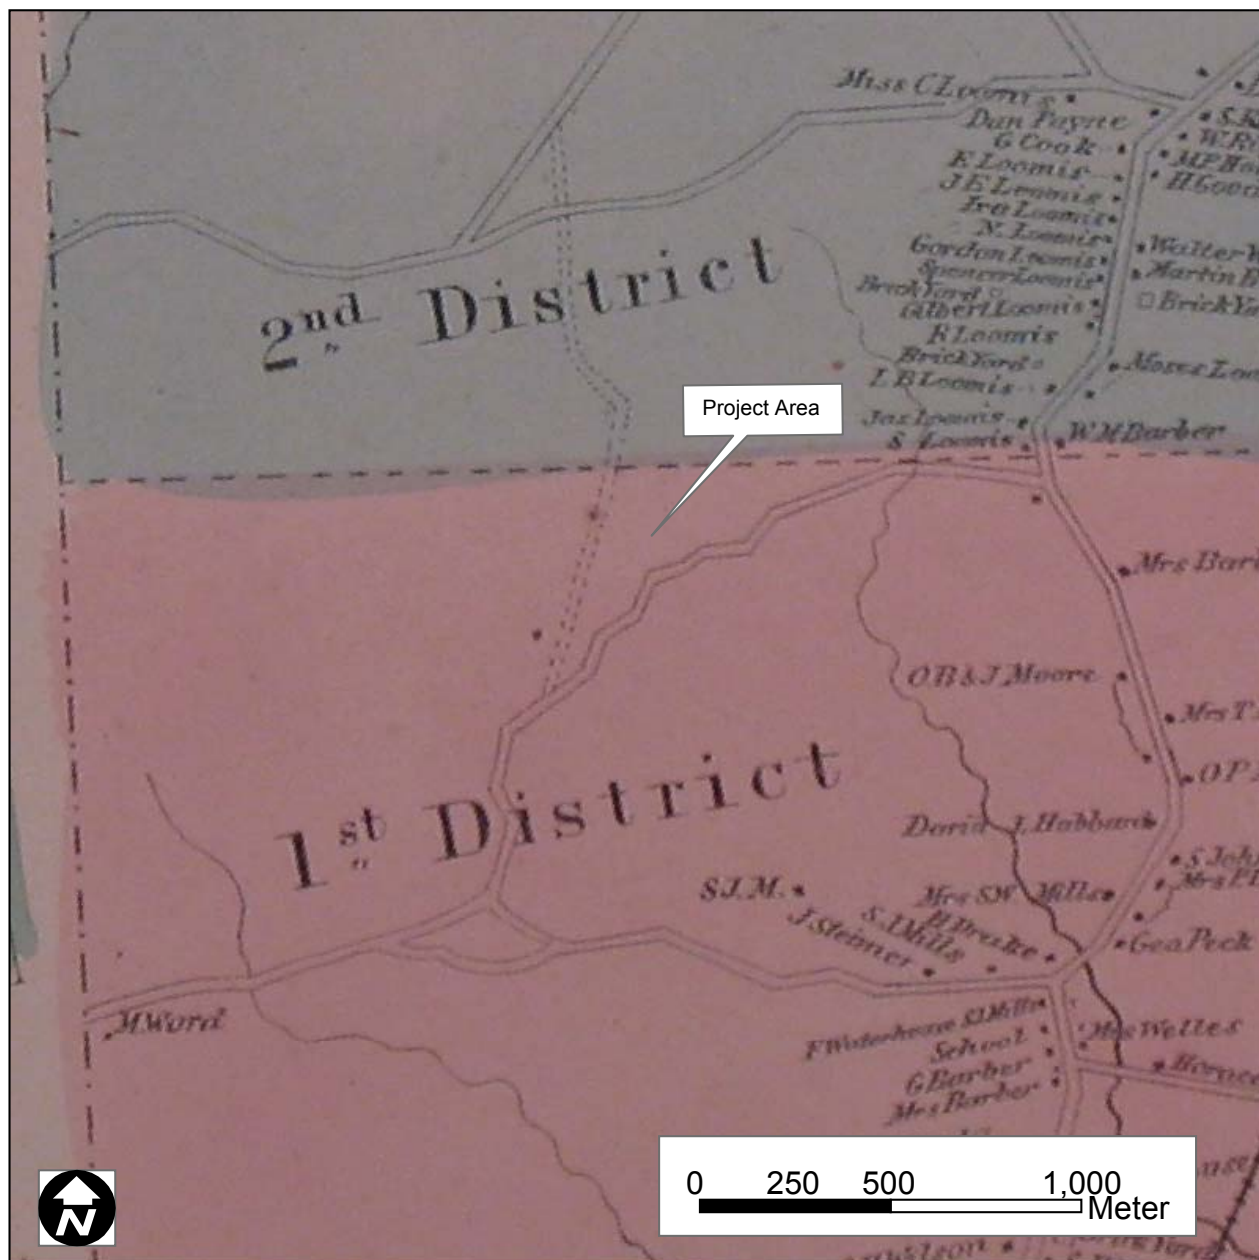 Miss C Loomis
Dan Payne
G Cook
E Loomis
J E Loomis
Ira Loomis
N. Loomis
Gordon Loomis
Spencer Loomis
Brick Yard
Gilbert Loomis
F Loomis
Brick Yard
I B Loomis
Jas Loomis
S Loomis
Walter
Martin
Brick
Moses
W M Barber
2nd District
Project Area
Mrs
O B & J. Moore
Mrs T.
O P.
1st District
David L Hubbard
S.J.M.
Mrs S W Mills
Geo Peck
H Drake
S J Mills
J Steiner
M. Word
F Waterhouse S J Mills
School
G Barber
Mrs Barber
Mrs Welles
0 250 500 1,000
Meter
N